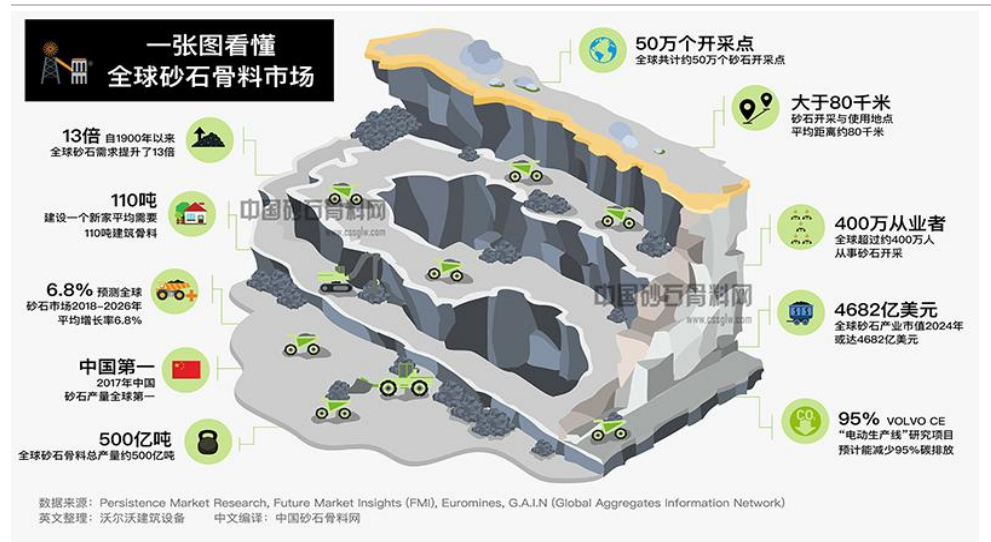 一张图看懂
全球砂石骨料市场
13倍 自1900年以来
全球砂石需求提升了13倍
110吨
建设一个新家平均需要
110吨建筑骨料
6.8% 预测全球
砂石市场2018-2026年
平均增长率6.8%
中国第一
2017年中国
砂石产量全球第一
500亿吨
全球砂石骨料总产量约500亿吨
50万个开采点
全球共计约50万个砂石开采点
大于80千米
砂石开采与使用地点
平均距离约80千米
400万从业者
全球超过约400万人
从事砂石开采
4682亿美元
全球砂石产业市值2024年
或达4682亿美元
CO₂
95% VOLVO CE
“电动生产线”研究项目
预计能减少95%碳排放
中国砂石骨料网
www.cssglw.com
中国砂石骨料网
www.cssglw.com
数据来源：Persistence Market Research, Future Market Insights (FMI), Euromines, G.A.I.N (Global Aggregates Information Network)
英文整理：沃尔沃建筑设备 中文编译：中国砂石骨料网